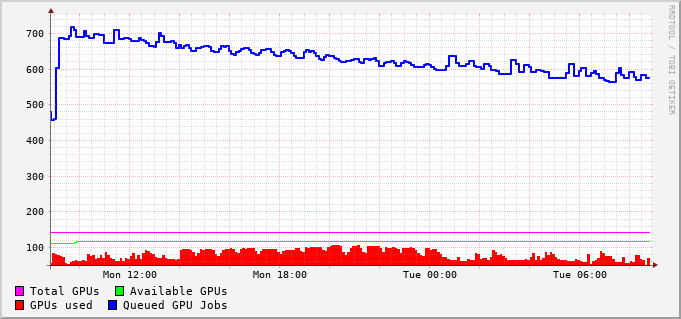 700
600
500
400
300
200
100
Mon 12:00 Mon 18:00 Tue 00:00 Tue 06:00
Total GPUs Available GPUs
GPUs used Queued GPU Jobs
RRDTOOL / TOBI OETIKER